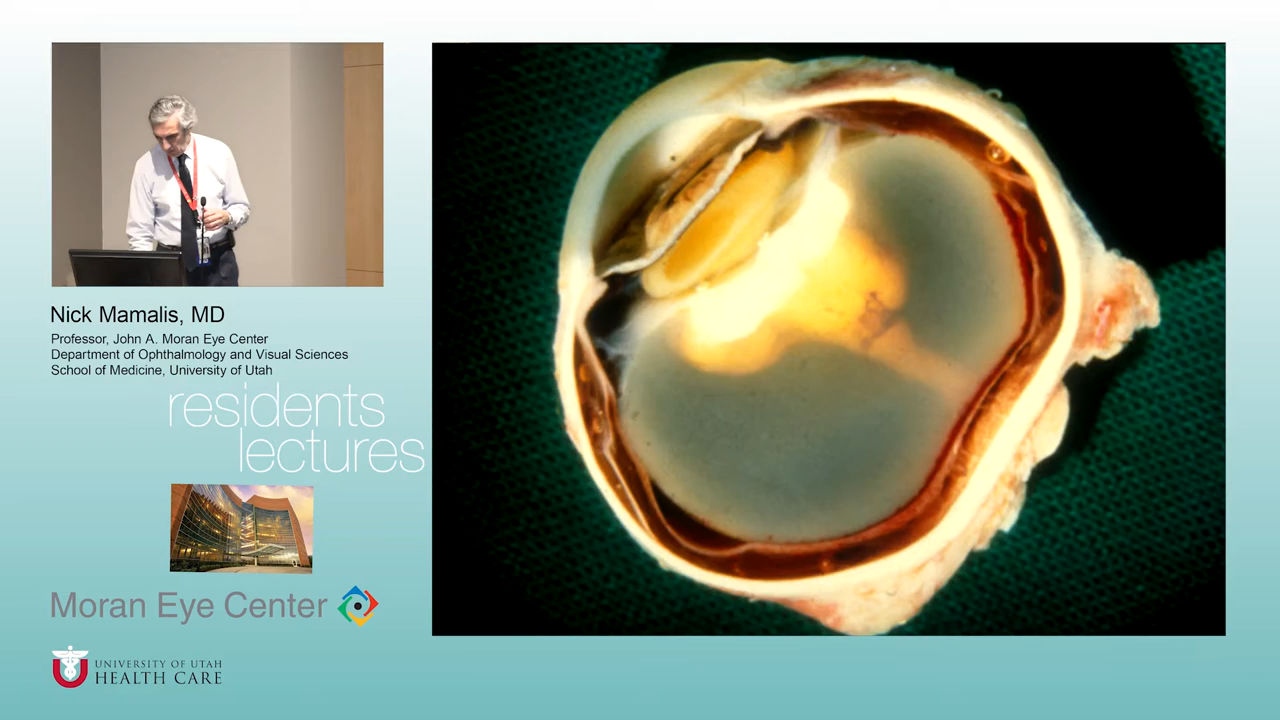 Nick Mamalis, MD
Professor, John A. Moran Eye Center
Department of Ophthalmology and Visual Sciences
School of Medicine, University of Utah
residents
lectures
Moran Eye Center
UNIVERSITY OF UTAH
HEALTH CARE